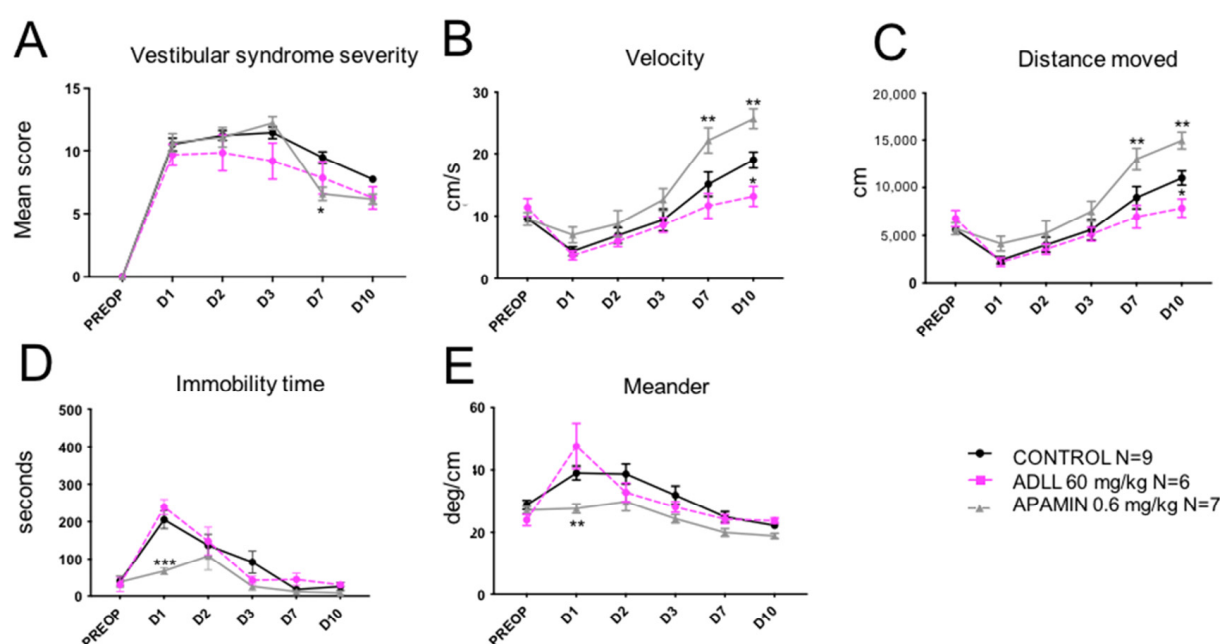 A
Vestibular syndrome severity
Mean score
15
10
5
0
PREOP
D1
D2
D3
D7
D10
*
B
Velocity
cm/s
30
20
10
0
PREOP
D1
D2
D3
D7
D10
**
**
*
C
Distance moved
cm
20,000
15,000
10,000
5,000
0
PREOP
D1
D2
D3
D7
D10
**
**
*
D
Immobility time
seconds
500
400
300
200
100
0
PREOP
D1
D2
D3
D7
D10
***
E
Meander
deg/cm
60
40
20
0
PREOP
D1
D2
D3
D7
D10
**
CONTROL N=9
ADLL 60 mg/kg N=6
APAMIN 0.6 mg/kg N=7